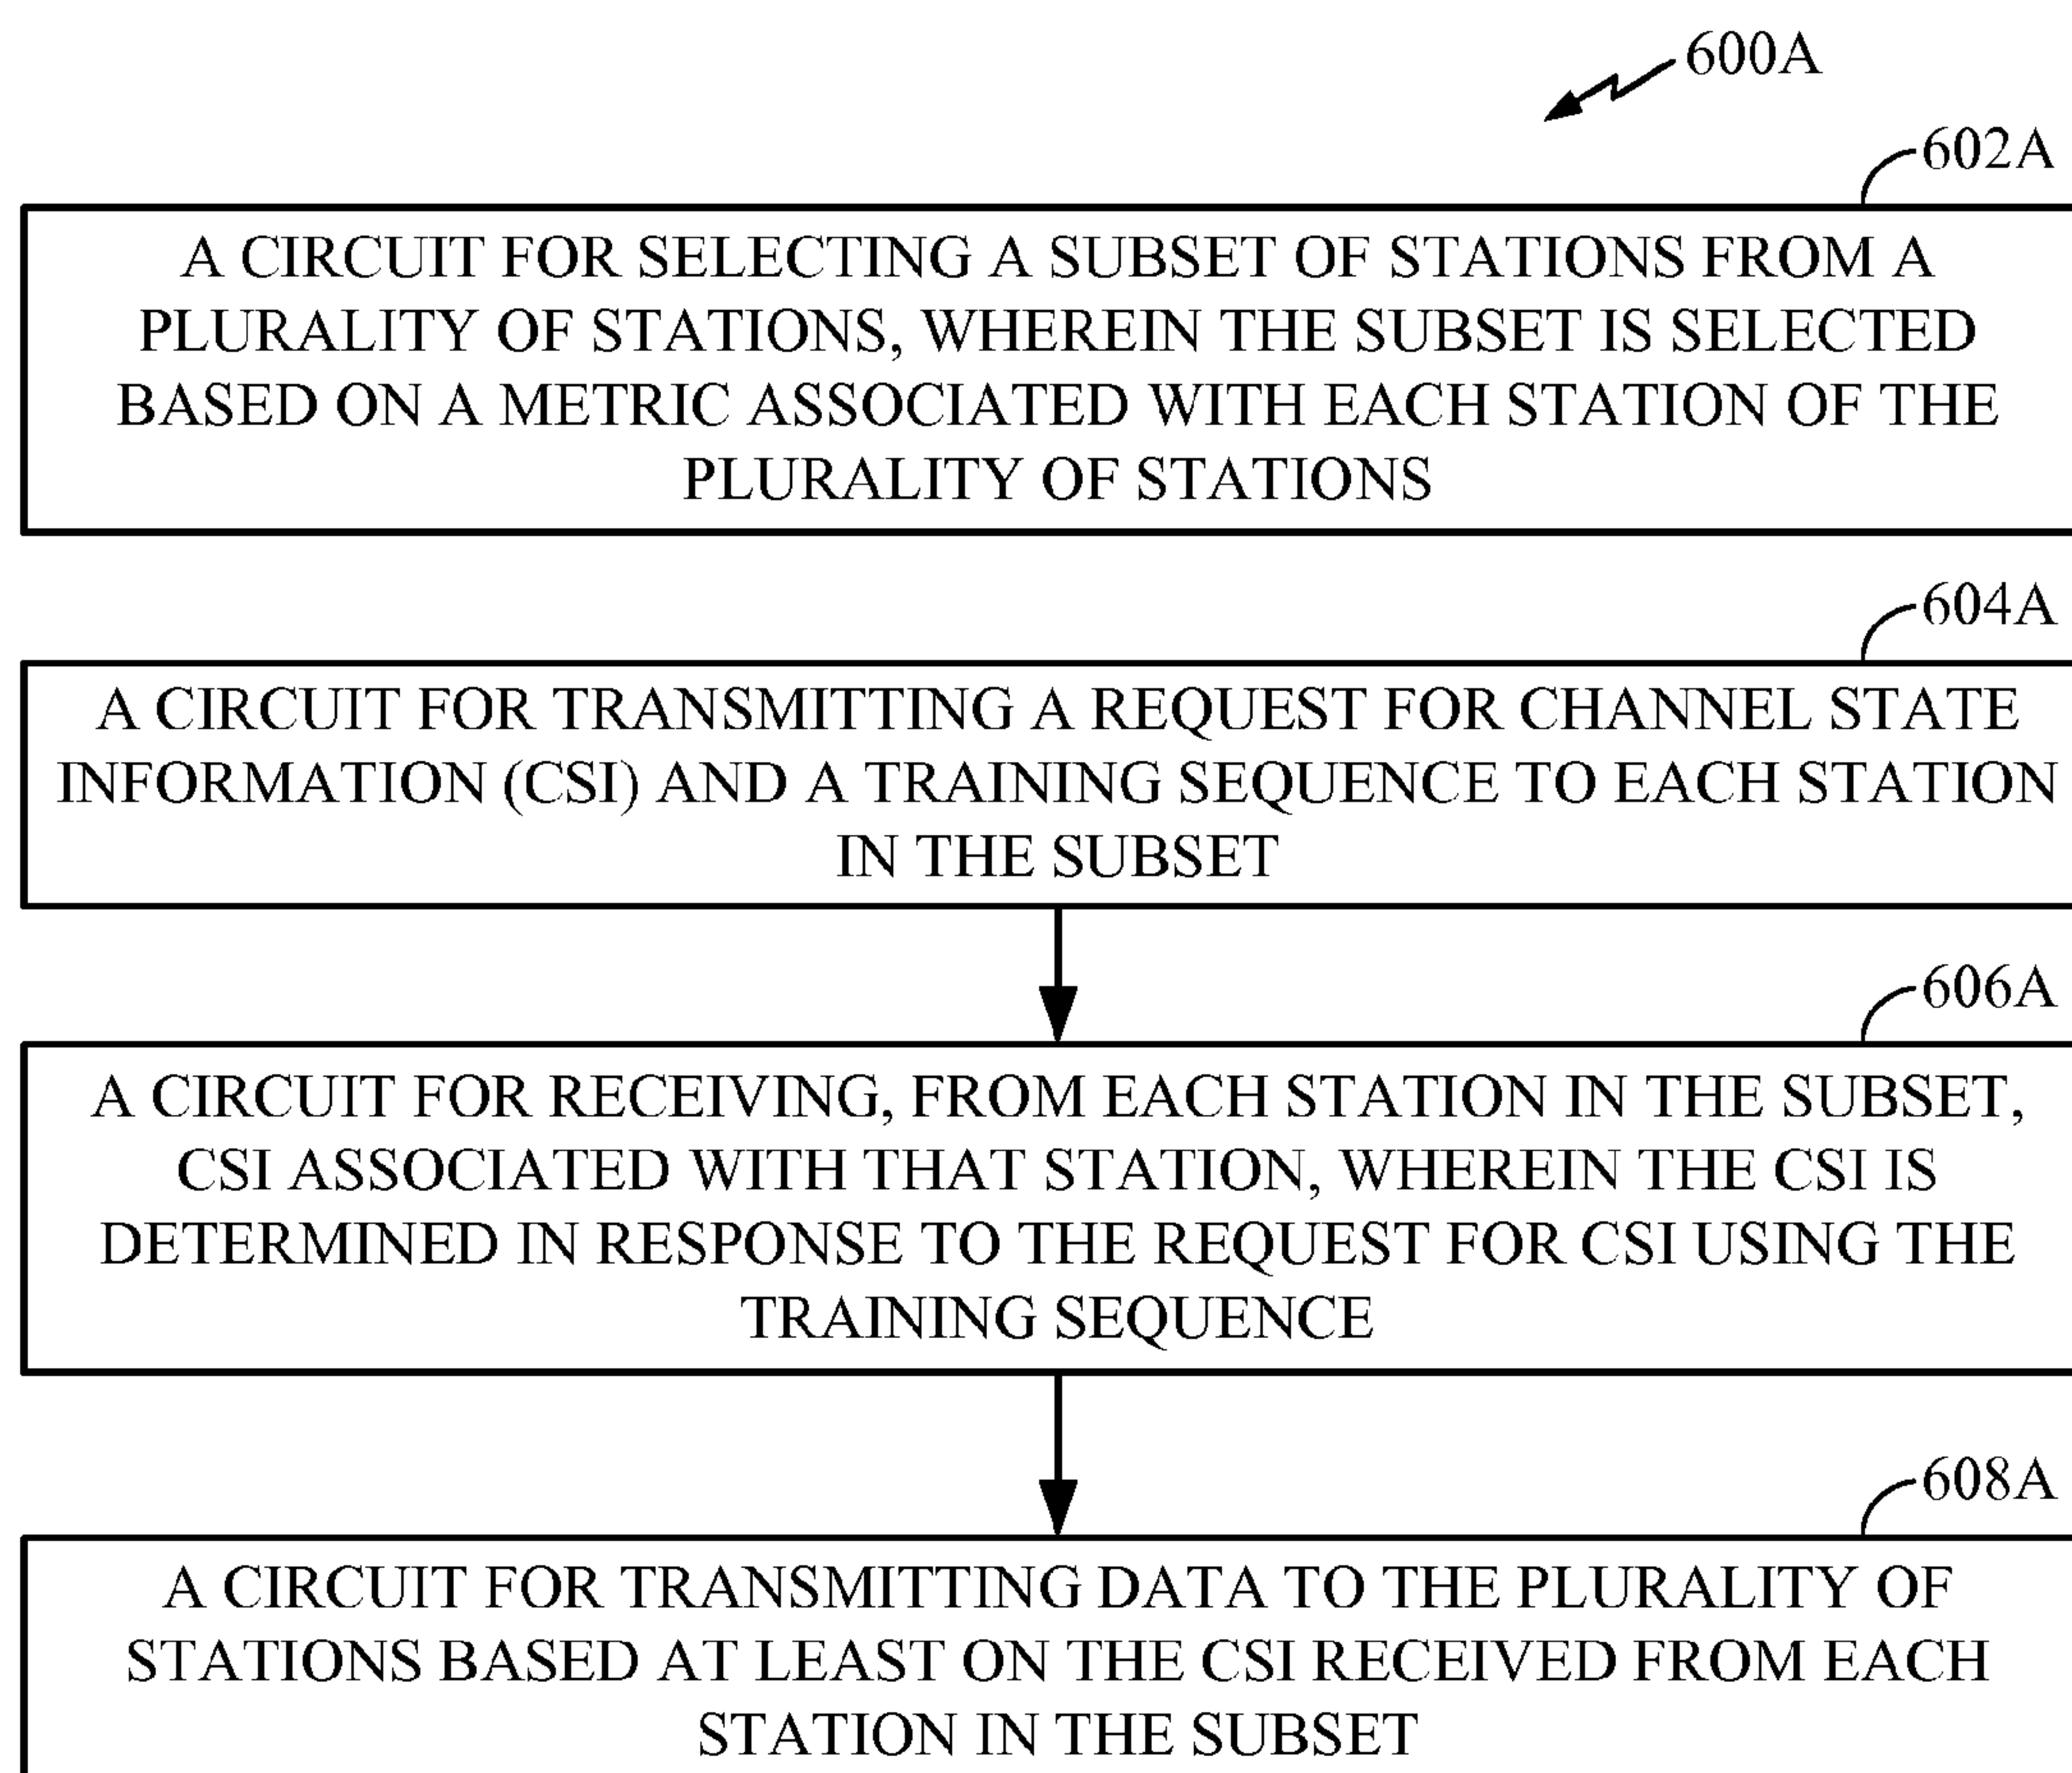 600A
602A
A CIRCUIT FOR SELECTING A SUBSET OF STATIONS FROM A
PLURALITY OF STATIONS, WHEREIN THE SUBSET IS SELECTED
BASED ON A METRIC ASSOCIATED WITH EACH STATION OF THE
PLURALITY OF STATIONS
604A
A CIRCUIT FOR TRANSMITTING A REQUEST FOR CHANNEL STATE
INFORMATION (CSI) AND A TRAINING SEQUENCE TO EACH STATION
IN THE SUBSET
606A
A CIRCUIT FOR RECEIVING, FROM EACH STATION IN THE SUBSET,
CSI ASSOCIATED WITH THAT STATION, WHEREIN THE CSI IS
DETERMINED IN RESPONSE TO THE REQUEST FOR CSI USING THE
TRAINING SEQUENCE
608A
A CIRCUIT FOR TRANSMITTING DATA TO THE PLURALITY OF
STATIONS BASED AT LEAST ON THE CSI RECEIVED FROM EACH
STATION IN THE SUBSET